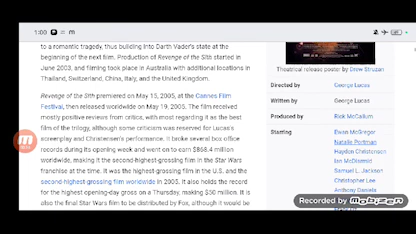 1:00
to a romantic tragedy, thus building into Darth Vader's state at the
beginning of the next film. Production of Revenge of the Sith started in
June 2003, and filming took place in Australia with additional locations in
Thailand, Switzerland, China, Italy, and the United Kingdom.
Revenge of the Sith premiered on May 15, 2005, at the Cannes Film
Festival, then released worldwide on May 19, 2005. The film received
mostly positive reviews from critics, with most regarding it as the best
film of the trilogy, although some criticism was reserved for Lucas's
screenplay and Christensen's performance. It broke several box office
records during its opening week and went on to earn $868.4 million
worldwide, making it the second-highest-grossing film in the Star Wars
franchise at the time. It was the highest-grossing film in the U.S. and the
second-highest-grossing film worldwide in 2005. It also holds the record
for the highest opening-day gross on a Thursday, making $50 million. It is
also the final Star Wars film to be distributed by Fox, although it would be
Theatrical release poster by Drew Struzan
Directed by George Lucas
Written by George Lucas
Produced by Rick McCallum
Starring Ewan McGregor
Natalie Portman
Hayden Christensen
Ian McDiarmid
Samuel L. Jackson
Christopher Lee
Anthony Daniels
Recorded by MOBIZEN